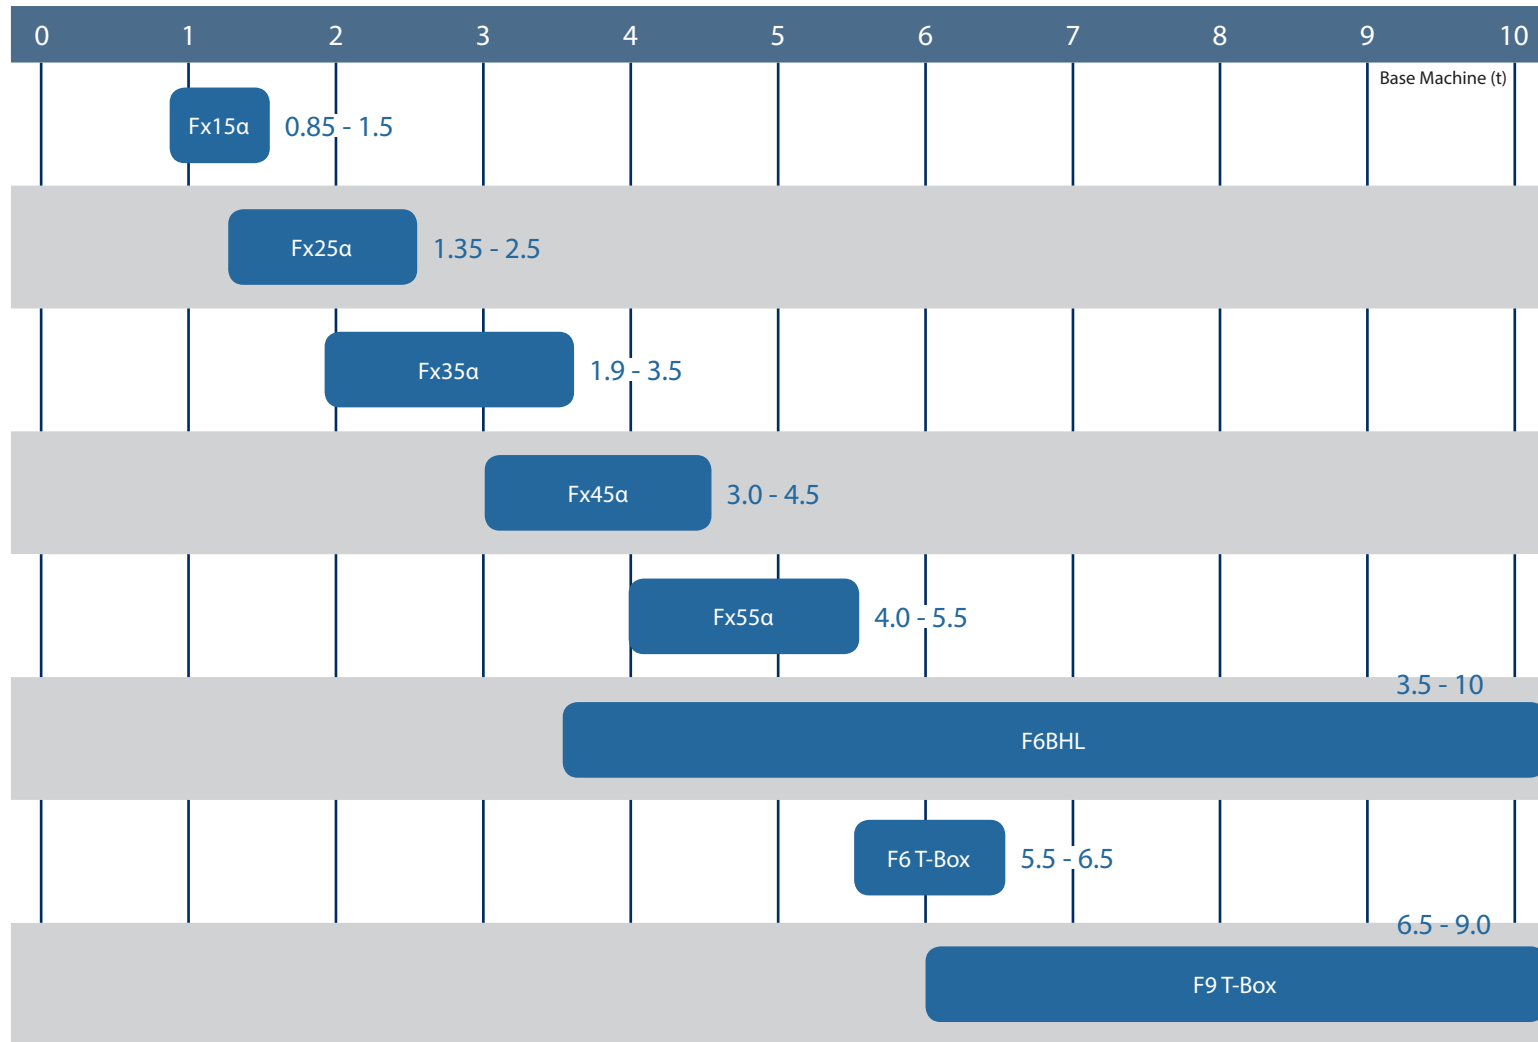 0 1 2 3 4 5 6 7 8 9 10
Base Machine (t)
Fx15α 0.85 - 1.5
Fx25α 1.35 - 2.5
Fx35α 1.9 - 3.5
Fx45α 3.0 - 4.5
Fx55α 4.0 - 5.5
3.5 - 10
F6BHL
F6 T-Box 5.5 - 6.5
6.5 - 9.0
F9 T-Box